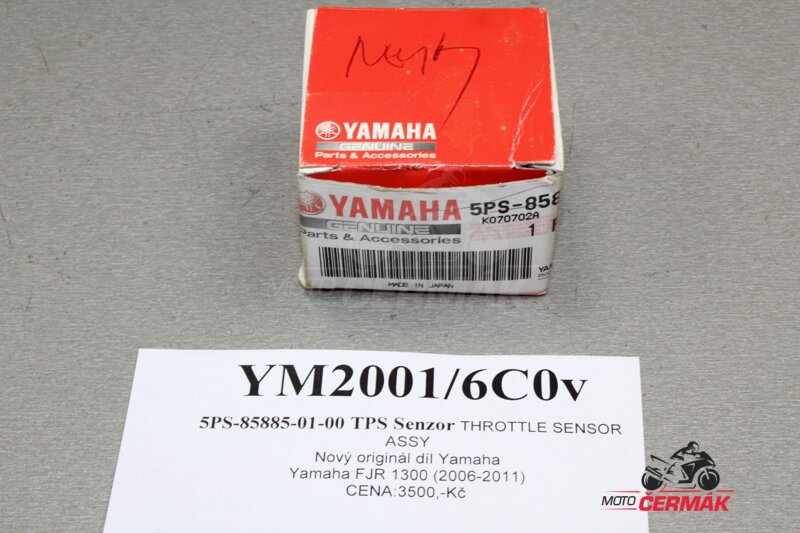 YAMAHA
GENUINE
Parts & Accessories
YAMAHA 5PS-858
GENUINE K070702A
Parts & Accessories 1
MADE IN JAPAN
YM2001/6C0v
5PS-85885-01-00 TPS Senzor THROTTLE SENSOR
ASSY
Nový originál díl Yamaha
Yamaha FJR 1300 (2006-2011)
CENA:3500,-Kč
MOTO ČERMÁK